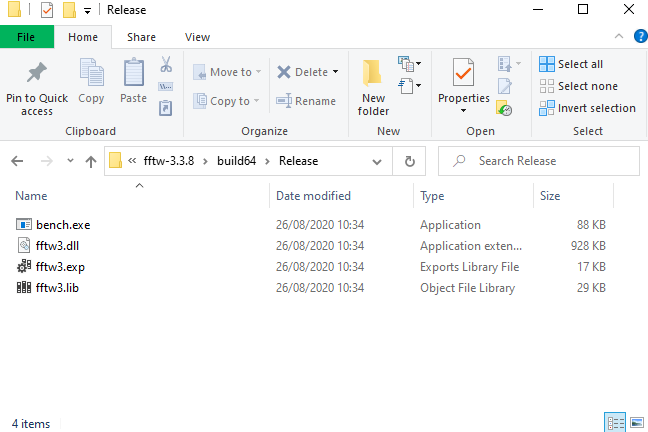 Release
File Home Share View
Pin to Quick access
Copy
Paste
Clipboard
Move to
Copy to
Delete
Rename
Organize
New folder
New
Properties
Open
Select all
Select none
Invert selection
Select
« fftw-3.3.8 > build64 > Release
Search Release
Name Date modified Type Size
bench.exe 26/08/2020 10:34 Application 88 KB
fftw3.dll 26/08/2020 10:34 Application exten... 928 KB
fftw3.exp 26/08/2020 10:34 Exports Library File 17 KB
fftw3.lib 26/08/2020 10:34 Object File Library 29 KB
4 items